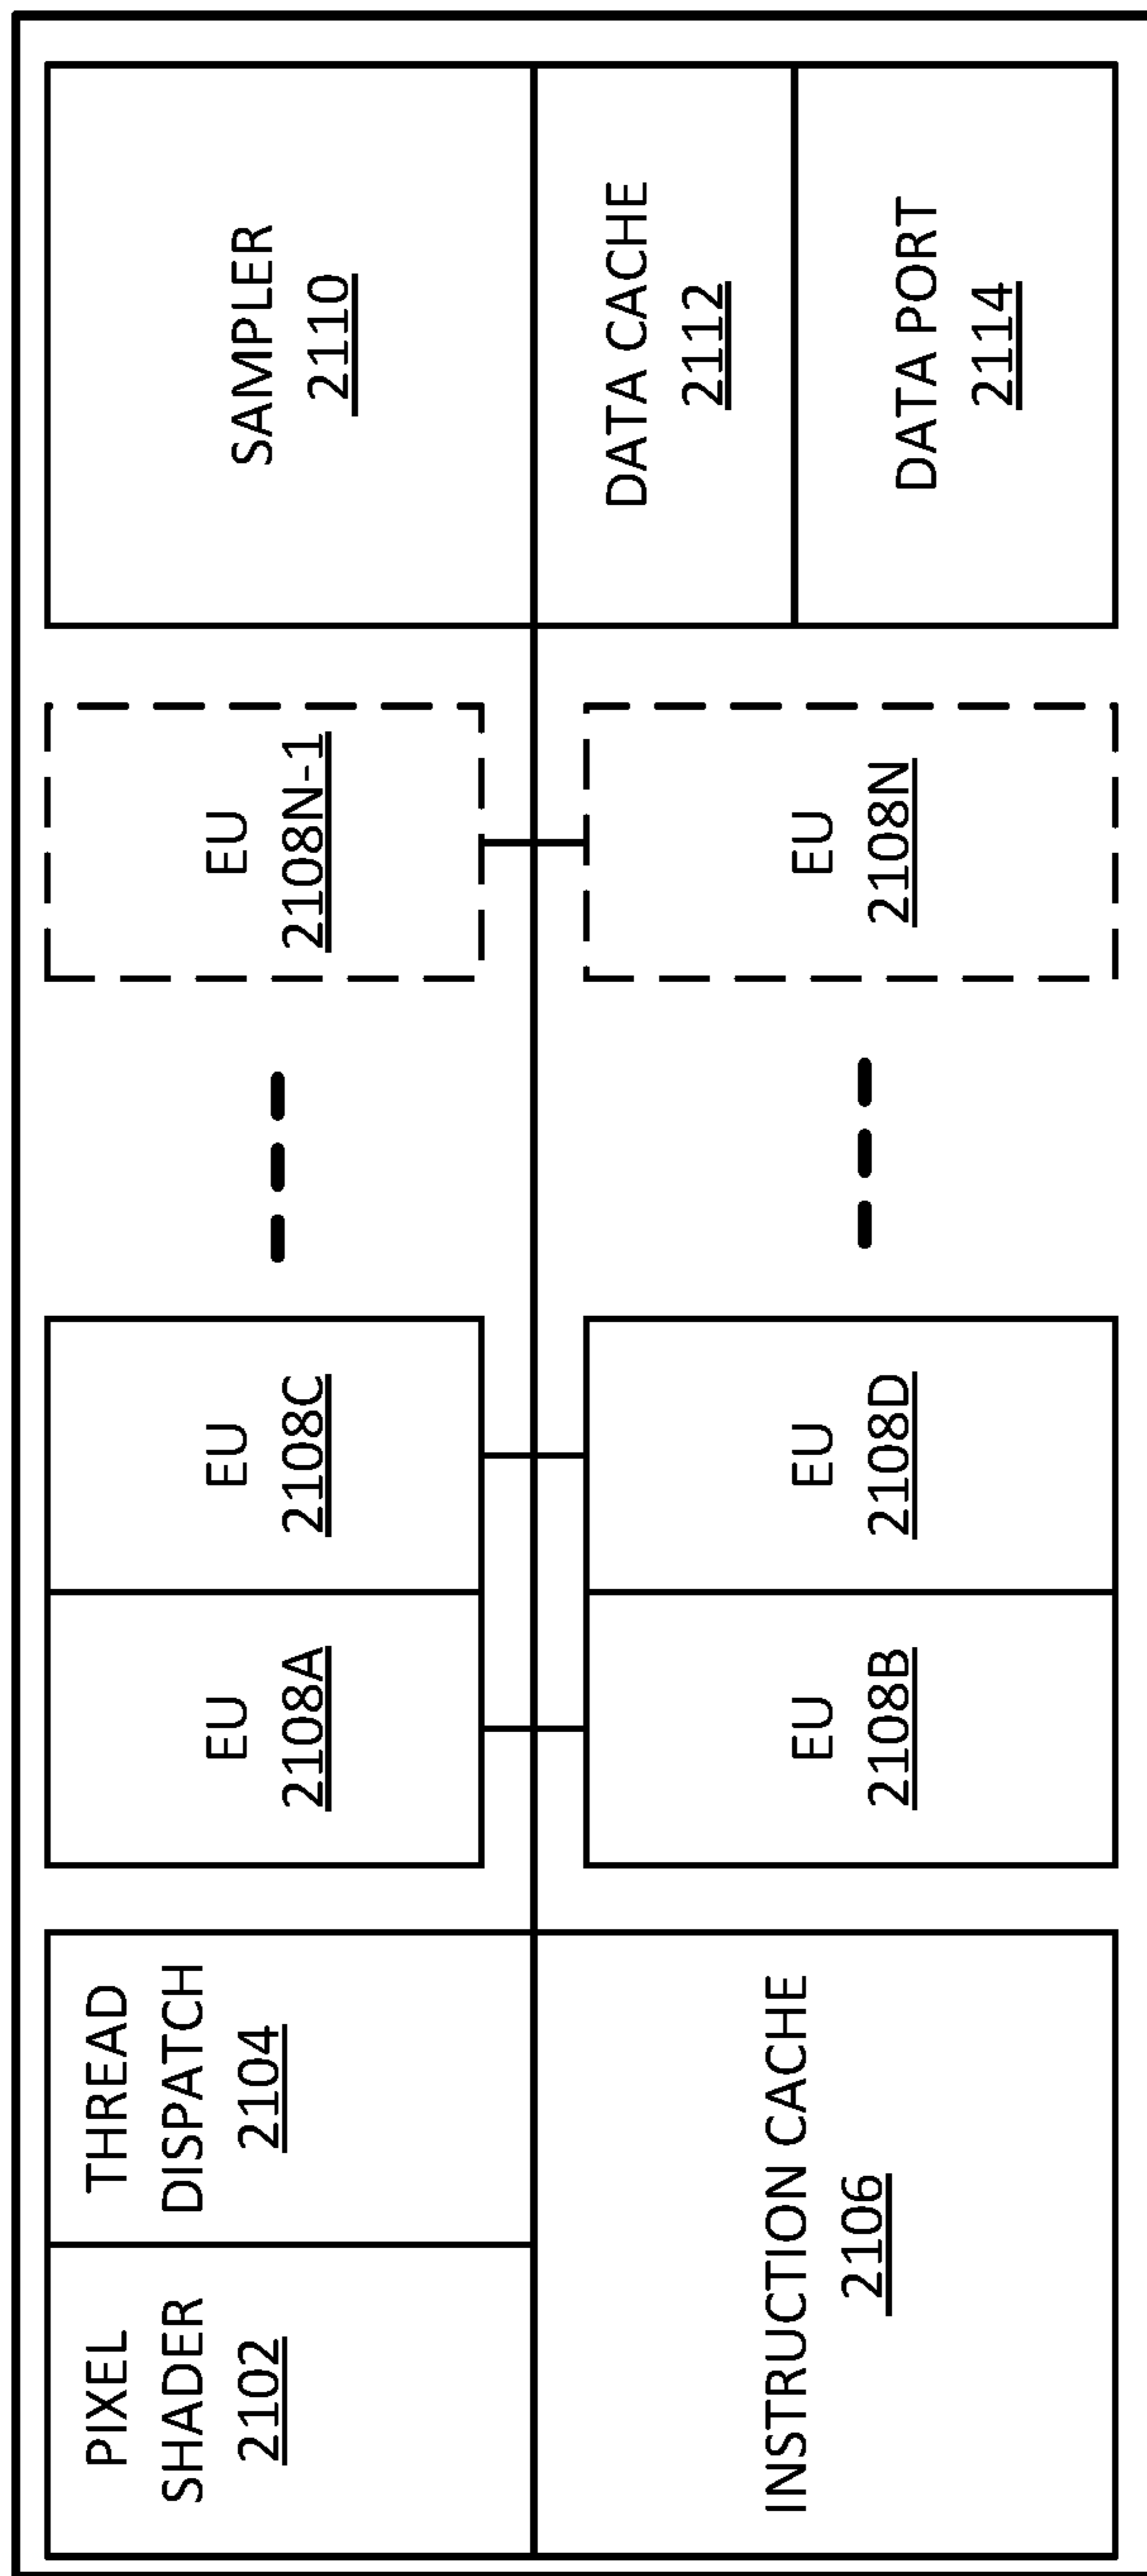 PIXEL
SHADER
2102
THREAD
DISPATCH
2104
INSTRUCTION CACHE
2106
EU
2108A
EU
2108C
EU
2108B
EU
2108D
EU
2108N-1
EU
2108N
SAMPLER
2110
DATA CACHE
2112
DATA PORT
2114